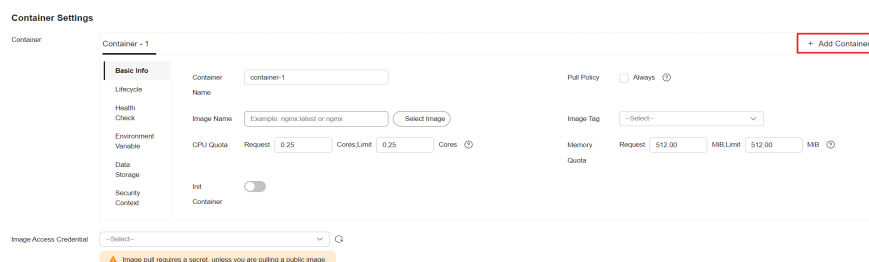 Container Settings
Container
Container - 1
+ Add Container
Basic Info
Lifecycle
Health
Check
Environment
Variable
Data
Storage
Security
Context
Container
Name
container-1
Pull Policy
Always
Image Name
Example: nginx:latest or nginx
Select Image
Image Tag
--Select--
CPU Quota
Request
0.25
Cores;Limit
0.25
Cores
Memory
Quota
Request
512.00
MiB;Limit
512.00
MiB
Init
Container
Image Access Credential
--Select--
Image pull requires a secret, unless you are pulling a public image.